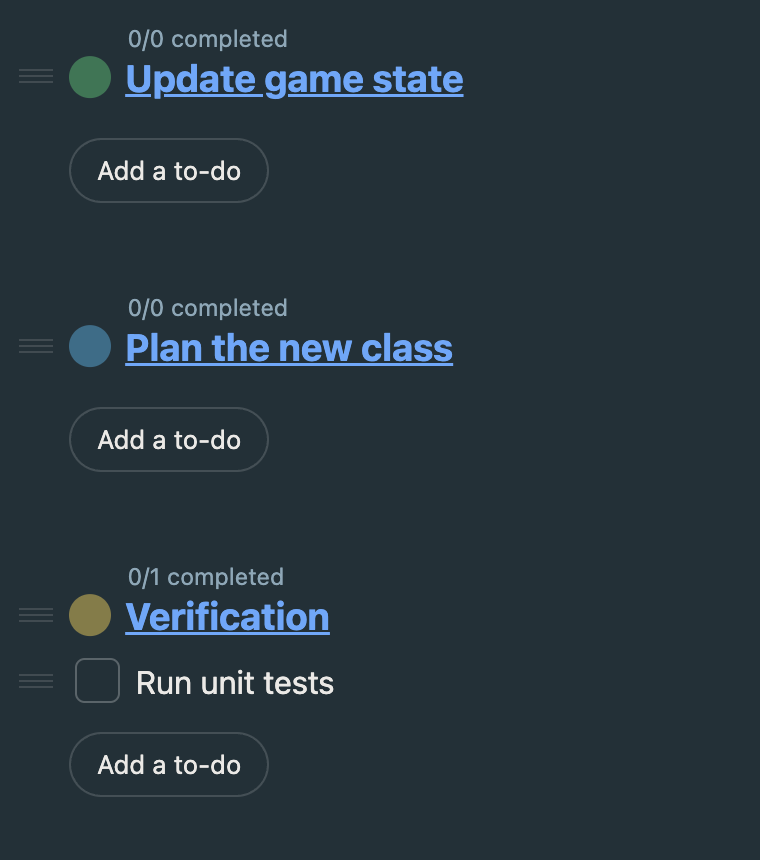 0/0 completed
Update game state
Add a to-do
0/0 completed
Plan the new class
Add a to-do
0/1 completed
Verification
Run unit tests
Add a to-do